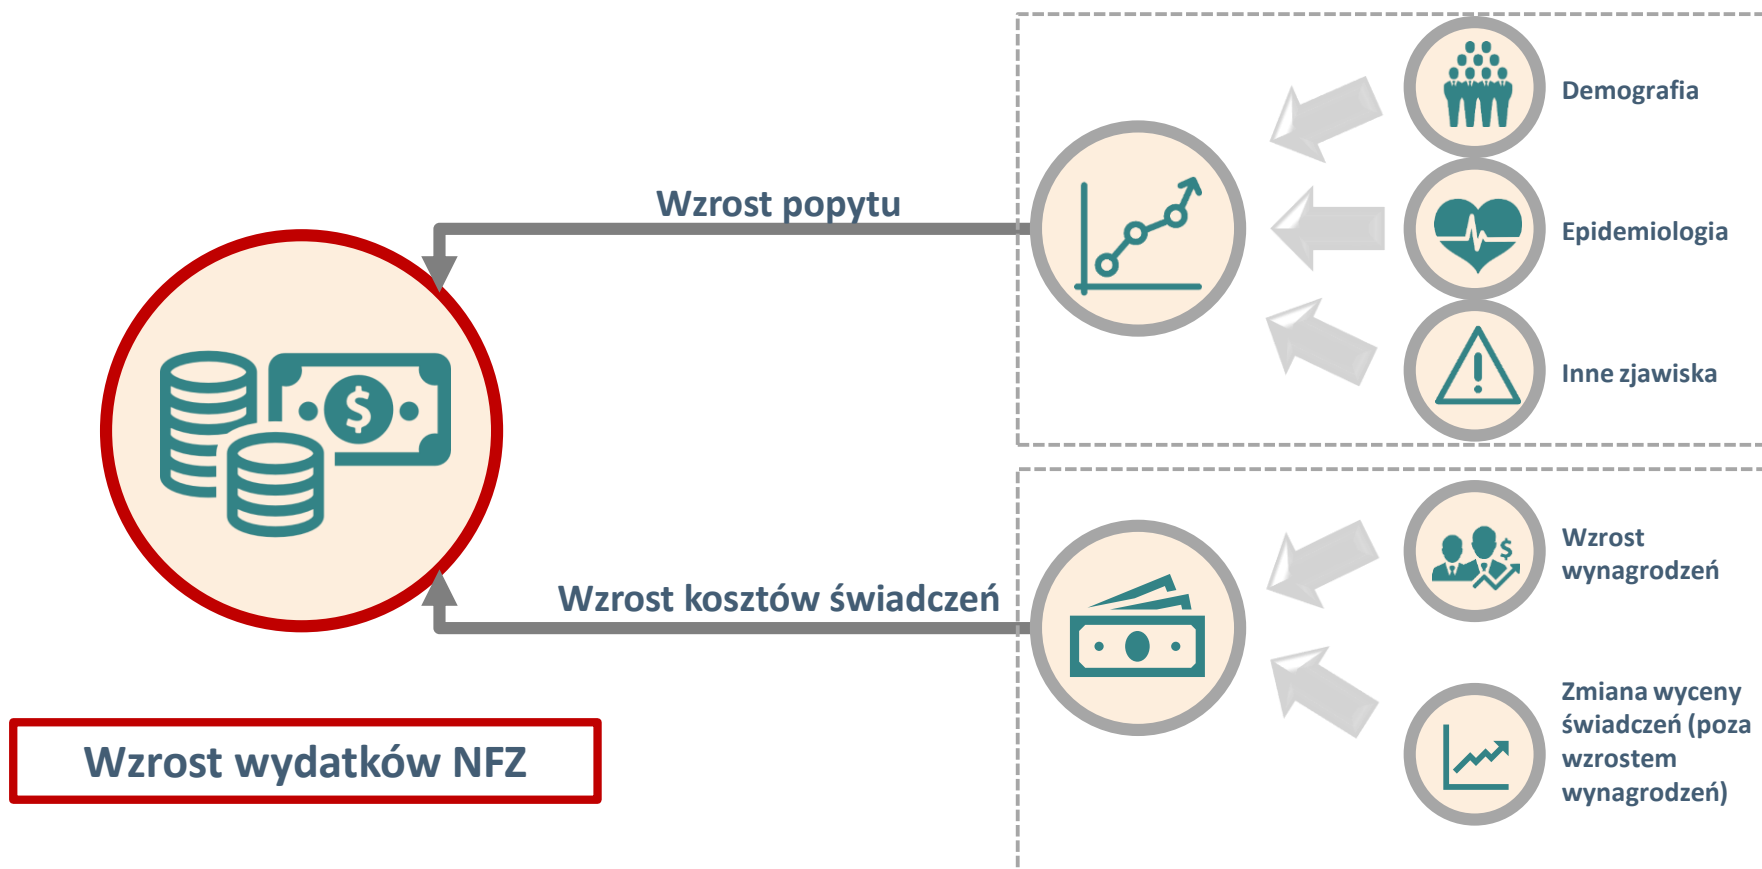 Demografia
Wzrost popytu
Epidemiologia
Inne zjawiska
Wzrost
wynagrodzeń
Wzrost kosztów świadczeń
Zmiana wyceny
świadczeń (poza
wzrostem
wynagrodzeń)
Wzrost wydatków NFZ
$
$